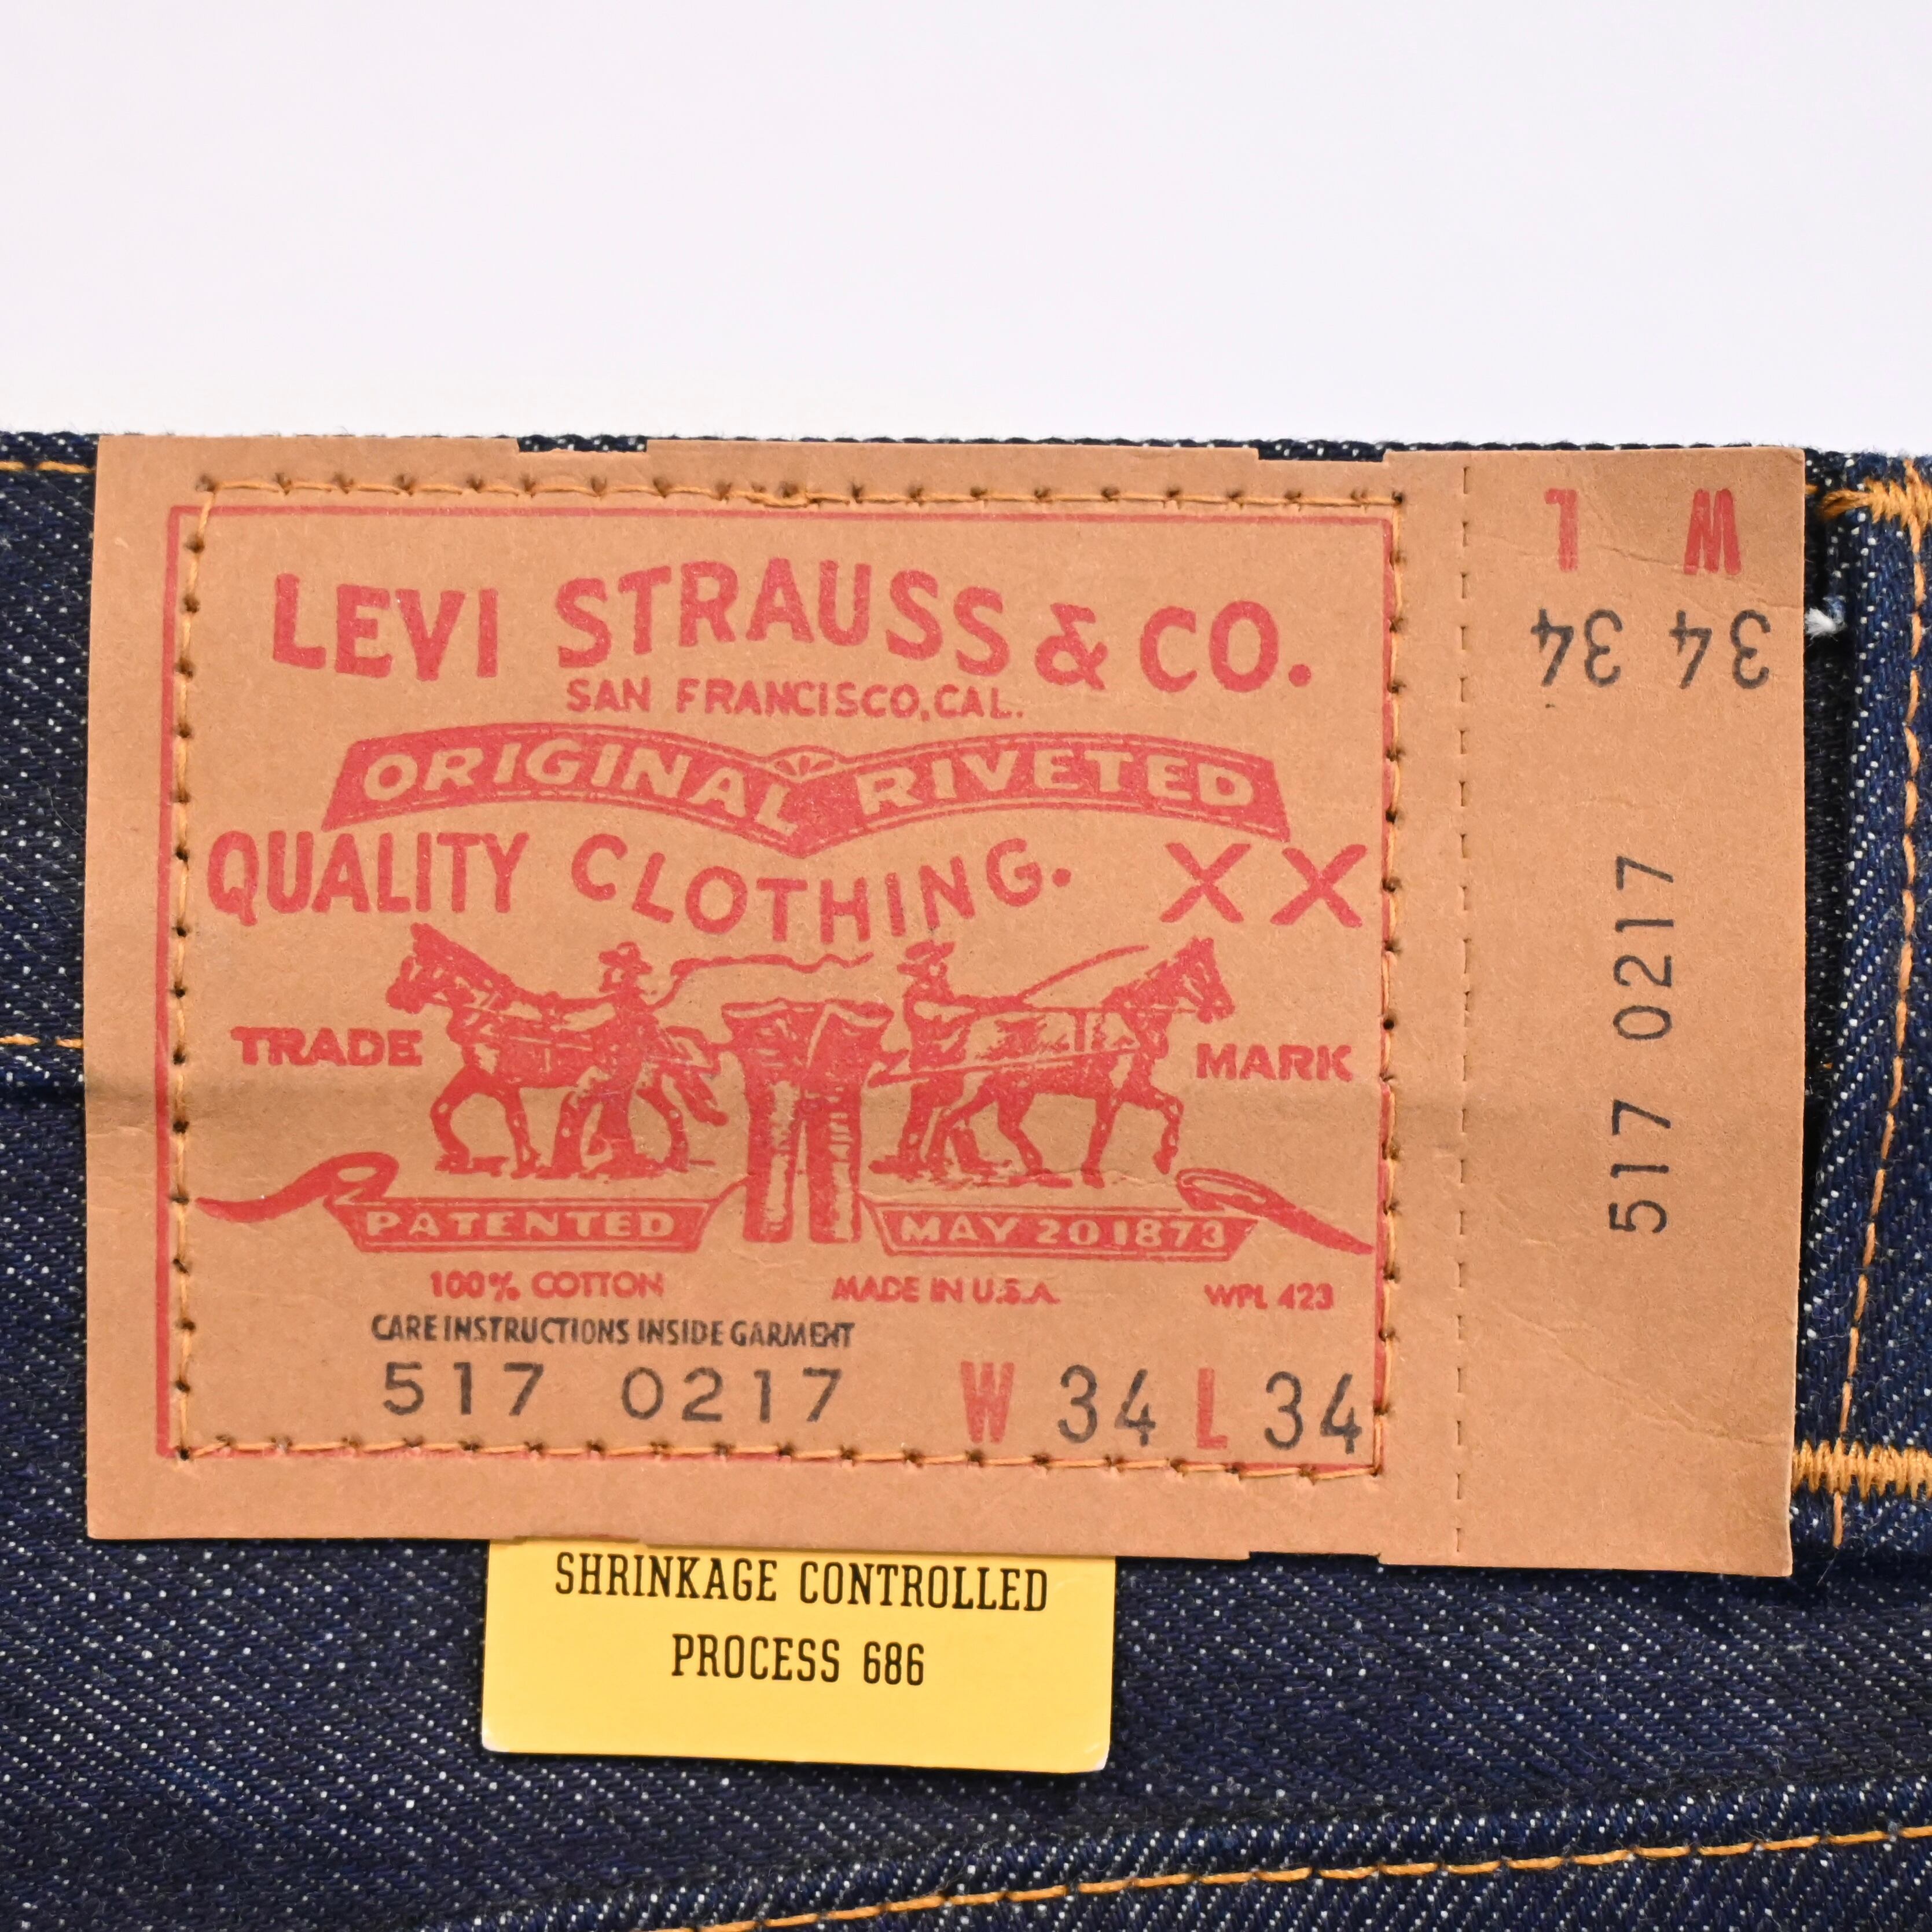 LEVI STRAUSS & CO.
SAN FRANCISCO, CAL.
ORIGINAL RIVETED
QUALITY CLOTHING. XX
TRADE MARK
PATENTED MAY 20 1873
100% COTTON MADE IN U.S.A. WPL 423
CARE INSTRUCTIONS INSIDE GARMENT
517 0217 W 34 L 34
W L
34 34
517 0217
SHRINKAGE CONTROLLED
PROCESS 686